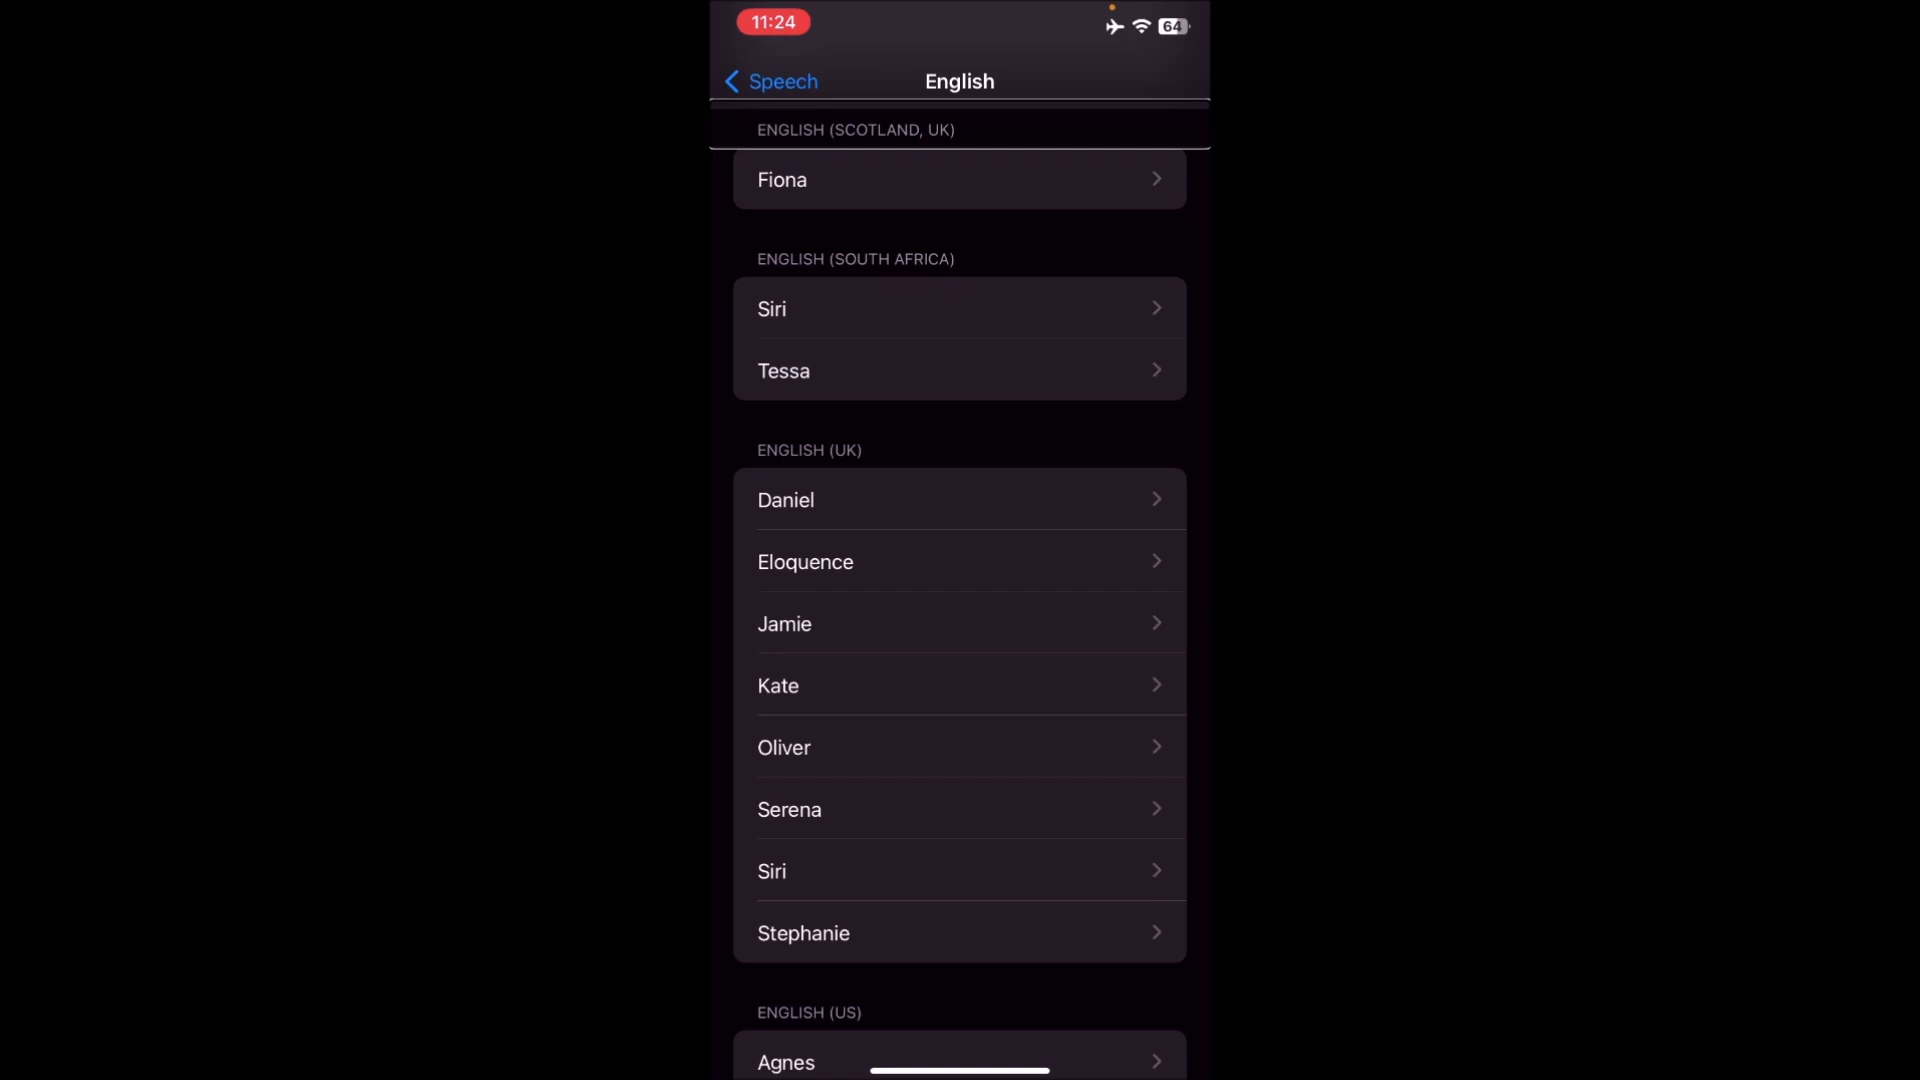 11:24
64
Speech
English
ENGLISH (SCOTLAND, UK)
Fiona
ENGLISH (SOUTH AFRICA)
Siri
Tessa
ENGLISH (UK)
Daniel
Eloquence
Jamie
Kate
Oliver
Serena
Siri
Stephanie
ENGLISH (US)
Agnes